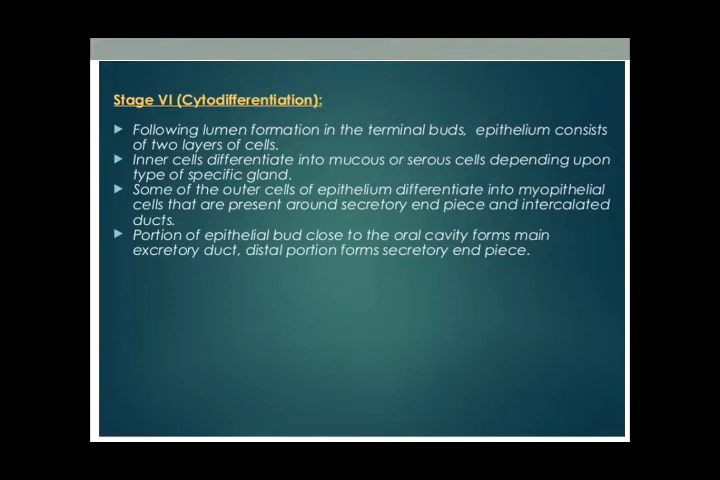 Stage VI (Cytodifferentiation):
Following lumen formation in the terminal buds, epithelium consists
of two layers of cells.
Inner cells differentiate into mucous or serous cells depending upon
type of specific gland.
Some of the outer cells of epithelium differentiate into myopithelial
cells that are present around secretory end piece and intercalated
ducts.
Portion of epithelial bud close to the oral cavity forms main
excretory duct, distal portion forms secretory end piece.